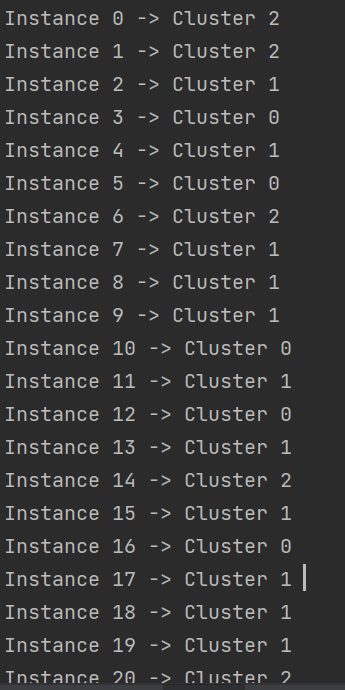 Instance 0 -> Cluster 2
Instance 1 -> Cluster 2
Instance 2 -> Cluster 1
Instance 3 -> Cluster 0
Instance 4 -> Cluster 1
Instance 5 -> Cluster 0
Instance 6 -> Cluster 2
Instance 7 -> Cluster 1
Instance 8 -> Cluster 1
Instance 9 -> Cluster 1
Instance 10 -> Cluster 0
Instance 11 -> Cluster 1
Instance 12 -> Cluster 0
Instance 13 -> Cluster 1
Instance 14 -> Cluster 2
Instance 15 -> Cluster 1
Instance 16 -> Cluster 0
Instance 17 -> Cluster 1
Instance 18 -> Cluster 1
Instance 19 -> Cluster 1
Instance 20 -> Cluster 2